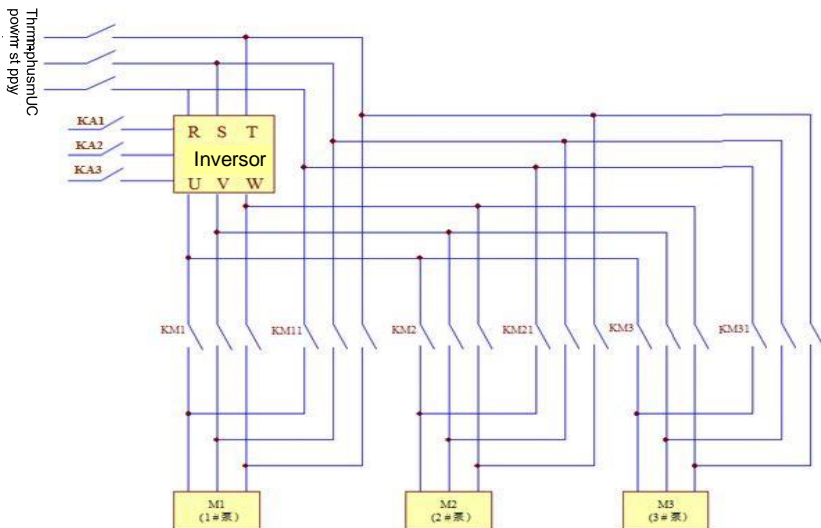 KA1
KA2
KA3
R S T
Inversor
U V W
KM1
KM11
KM2
KM21
KM3
KM31
M1
(1#泵)
M2
(2#泵)
M3
(3#泵)